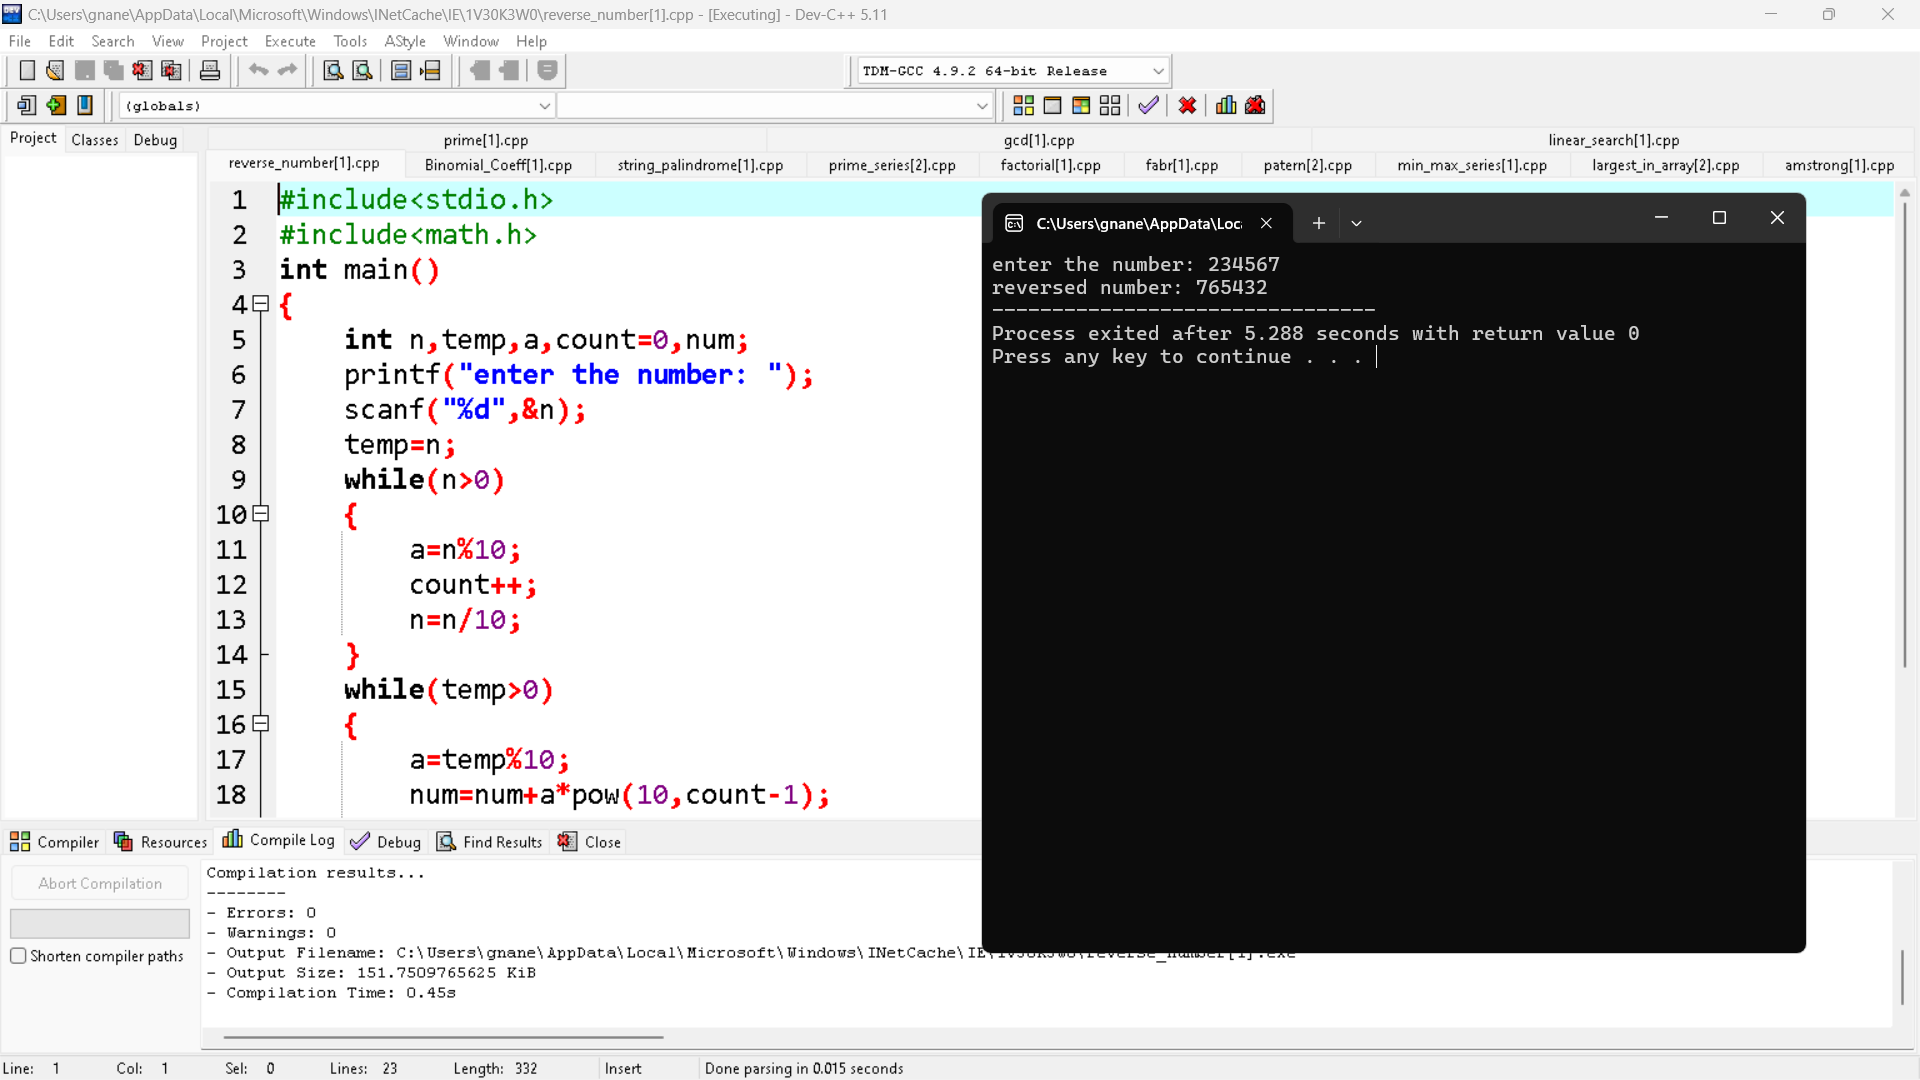 C:\Users\gnane\AppData\Local\Microsoft\Windows\INetCache\IE\1V30K3W0\reverse_number[1].cpp - [Executing] - Dev-C++ 5.11
File Edit Search View Project Execute Tools AStyle Window Help
TDM-GCC 4.9.2 64-bit Release
(globals)
Project Classes Debug
prime[1].cpp gcd[1].cpp linear_search[1].cpp
reverse_number[1].cpp Binomial_Coeff[1].cpp string_palindrome[1].cpp prime_series[2].cpp factorial[1].cpp fabr[1].cpp patern[2].cpp min_max_series[1].cpp largest_in_array[2].cpp amstrong[1].cpp
1 #include<stdio.h>
2 #include<math.h>
3 int main()
4 {
5 int n,temp,a,count=0,num;
6 printf("enter the number: ");
7 scanf("%d",&n);
8 temp=n;
9 while(n>0)
10 {
11 a=n%10;
12 count++;
13 n=n/10;
14 }
15 while(temp>0)
16 {
17 a=temp%10;
18 num=num+a*pow(10,count-1);
C:\Users\gnane\AppData\Loc
enter the number: 234567
reversed number: 765432
--------------------------------
Process exited after 5.288 seconds with return value 0
Press any key to continue . . .
Compiler Resources Compile Log Debug Find Results Close
Abort Compilation
Shorten compiler paths
Compilation results...
--------
- Errors: 0
- Warnings: 0
- Output Filename: C:\Users\gnane\AppData\Local\Microsoft\Windows\INetCache\IE\1V30K3W0\reverse_number[1].exe
- Output Size: 151.7509765625 KiB
- Compilation Time: 0.45s
Line: 1 Col: 1 Sel: 0 Lines: 23 Length: 332 Insert Done parsing in 0.015 seconds